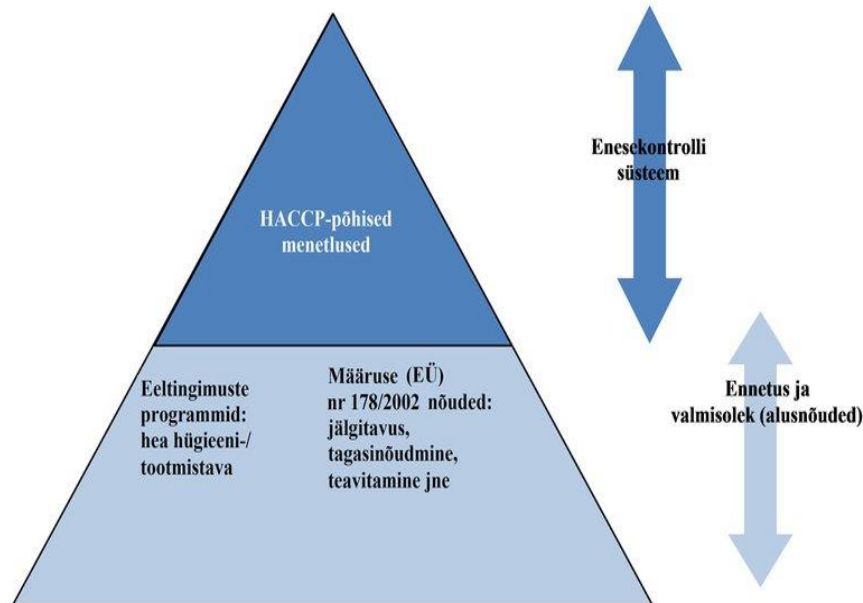 Enesekontrolli
süsteem
HACCP-põhised
menetlused
Eeltingimuste
programmid:
hea hügieeni-/
tootmistava
Määruse (EÜ)
nr 178/2002 nõuded:
jälgitavus,
tagasinõudmine,
teavitamine jne
Ennetus ja
valmisolek (alusnõuded)